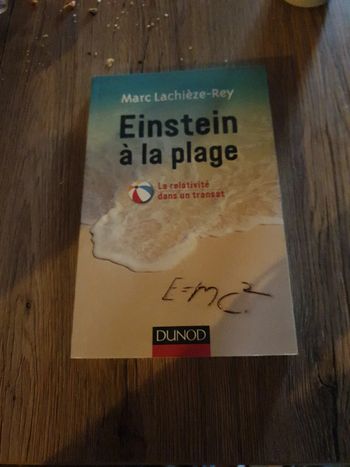 Marc Lachièze-Rey
Einstein
à la plage
La relativité
dans un transat
E=mc²
DUNOD